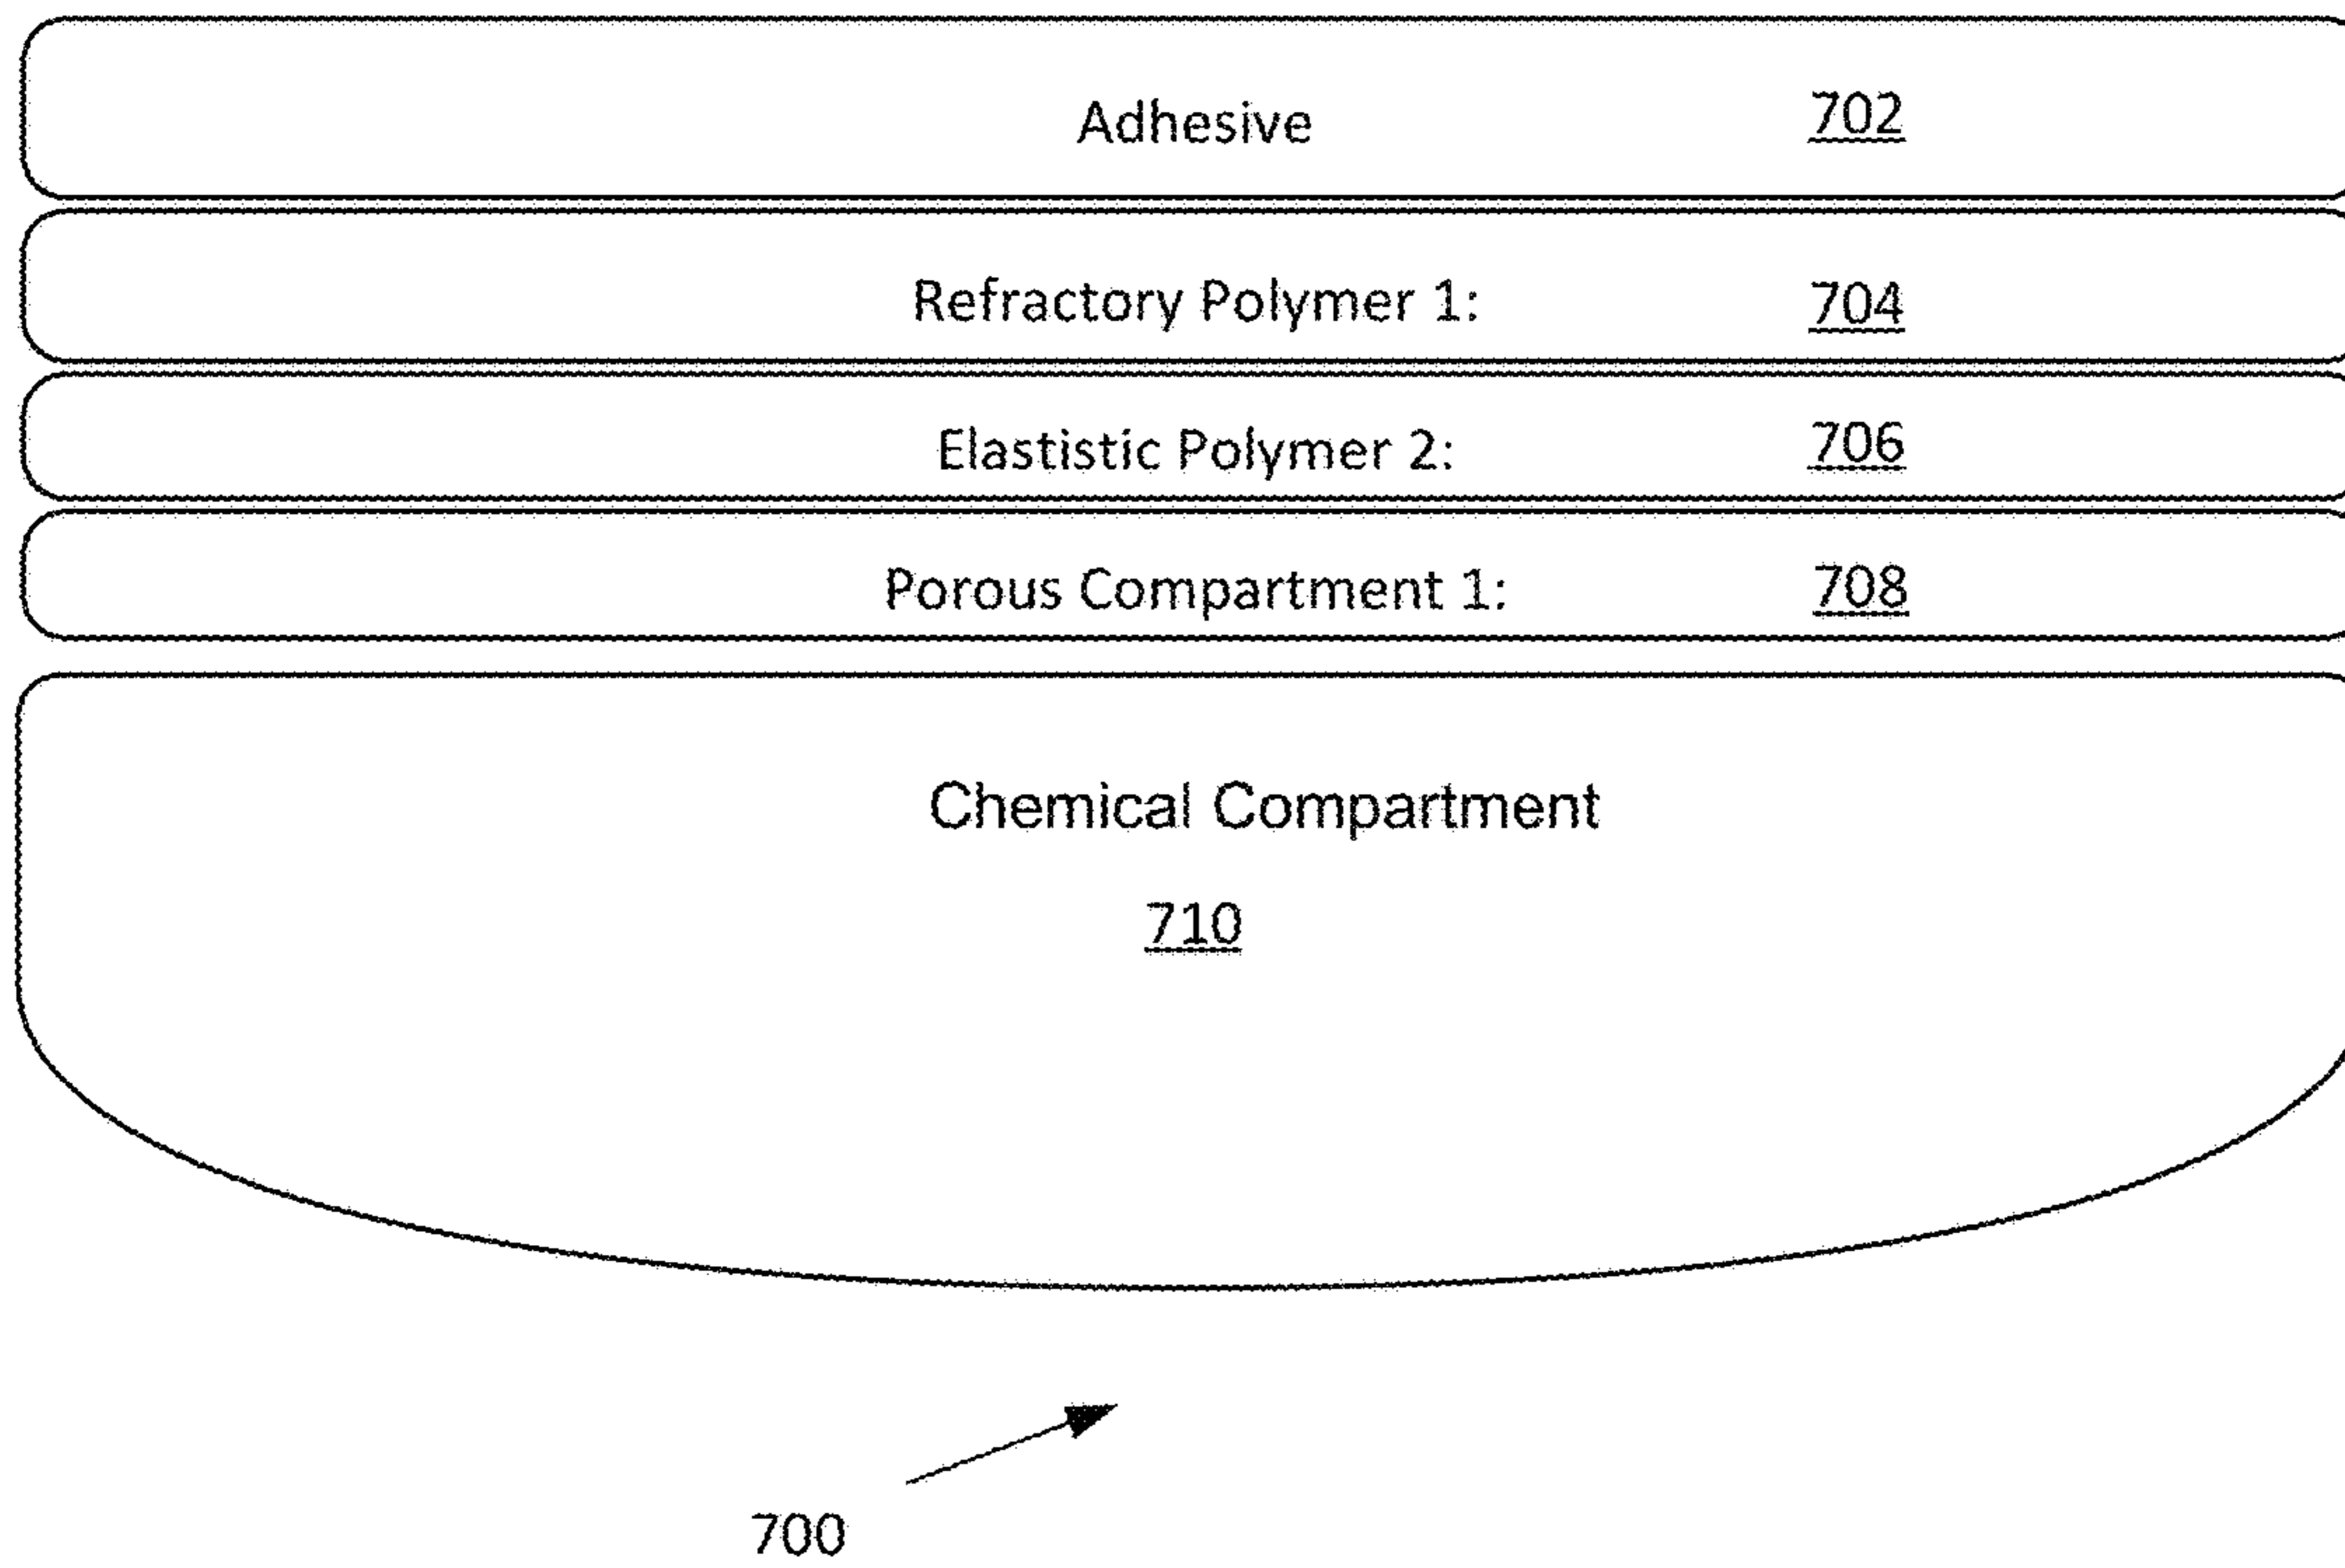 Adhesive 702
Refractory Polymer 1: 704
Elastistic Polymer 2: 706
Porous Compartment 1: 708
Chemical Compartment
710
700